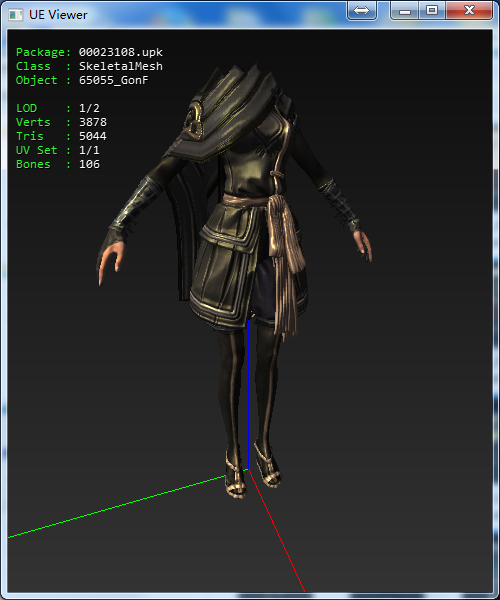 UE Viewer
Package: 00023108.upk
Class : SkeletalMesh
Object : 65055_GonF
LOD : 1/2
Verts : 3878
Tris : 5044
UV Set : 1/1
Bones : 106